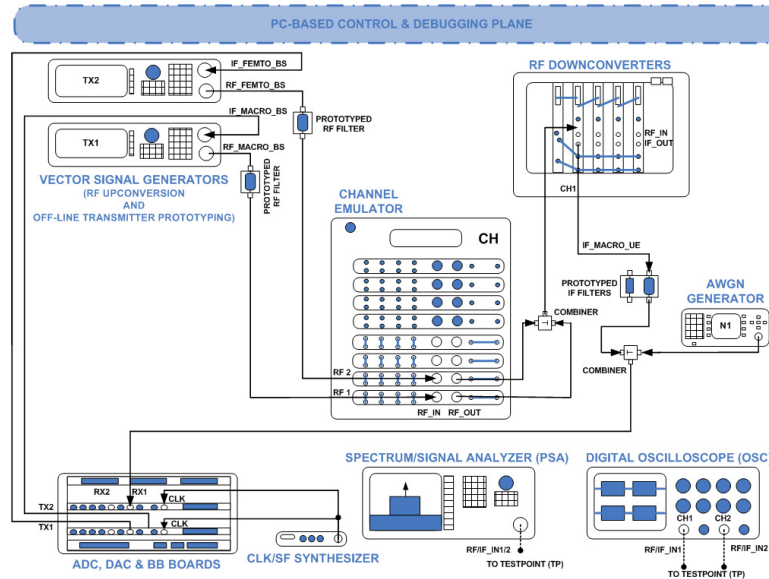 PC-BASED CONTROL & DEBUGGING PLANE
TX2
IF_FEMTO_BS
RF_FEMTO_BS
IF_MACRO_BS
TX1
RF_MACRO_BS
PROTOTYPED
RF FILTER
PROTOTYPED
RF FILTER
VECTOR SIGNAL GENERATORS
(RF UPCONVERSION
AND
OFF-LINE TRANSMITTER PROTOTYPING)
RF DOWNCONVERTERS
RF_IN
IF_OUT
CH1
CHANNEL
EMULATOR
CH
RF 2
RF 1
RF_IN
RF_OUT
COMBINER
IF_MACRO_UE
PROTOTYPED
IF FILTERS
COMBINER
AWGN
GENERATOR
N1
RX2
RX1
CLK
TX2
TX1
CLK
ADC, DAC & BB BOARDS
CLK/SF SYNTHESIZER
SPECTRUM/SIGNAL ANALYZER (PSA)
RF/IF_IN1/2
TO TESTPOINT (TP)
DIGITAL OSCILLOSCOPE (OSC)
CH1
CH2
RF/IF_IN1
RF/IF_IN2
TO TESTPOINT (TP)